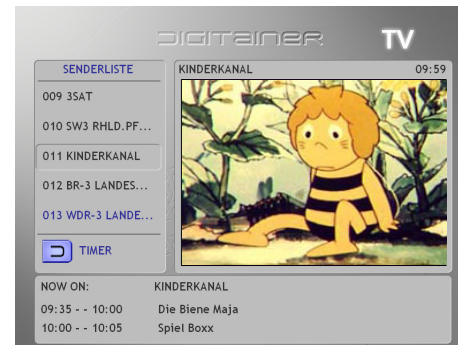 DIGITAINER TV
SENDERLISTE
009 3SAT
010 SW3 RHLD.PF...
011 KINDERKANAL
012 BR-3 LANDES...
013 WDR-3 LANDE...
TIMER
KINDERKANAL 09:59
NOW ON: KINDERKANAL
09:35 - - 10:00 Die Biene Maja
10:00 - - 10:05 Spiel Boxx